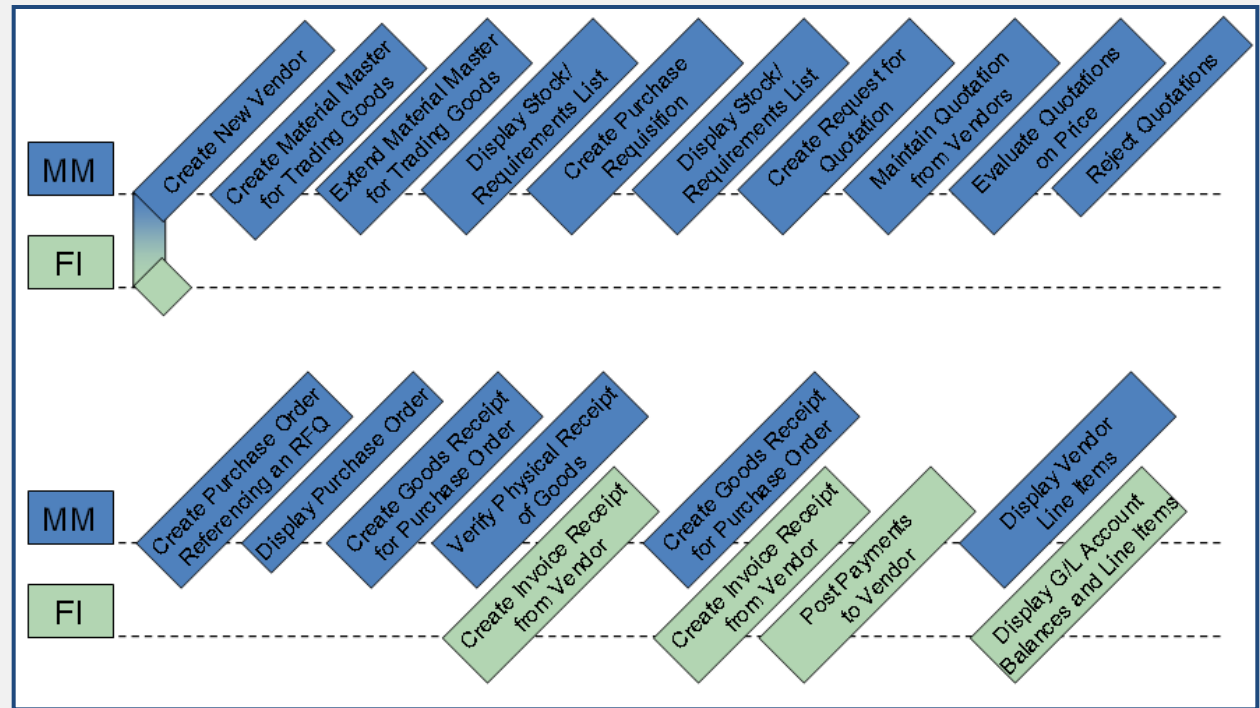 MM
Create New Vendor
Create Material Master
for Trading Goods
Extend Material Master
for Trading Goods
Display Stock/
Requirements List
Create Purchase
Requisition
Display Stock/
Requirements List
Create Request for
Quotation
Maintain Quotation
from Vendors
Evaluate Quotations
on Price
Reject Quotations
FI
MM
Create Purchase Order
Referencing an RFQ
Display Purchase Order
Create Goods Receipt
for Purchase Order
Verify Physical Receipt
of Goods
Create Goods Receipt
for Purchase Order
Display Vendor
Line Items
FI
Create Invoice Receipt
from Vendor
Create Invoice Receipt
from Vendor
Post Payments
to Vendor
Display G/L Account
Balances and Line Items